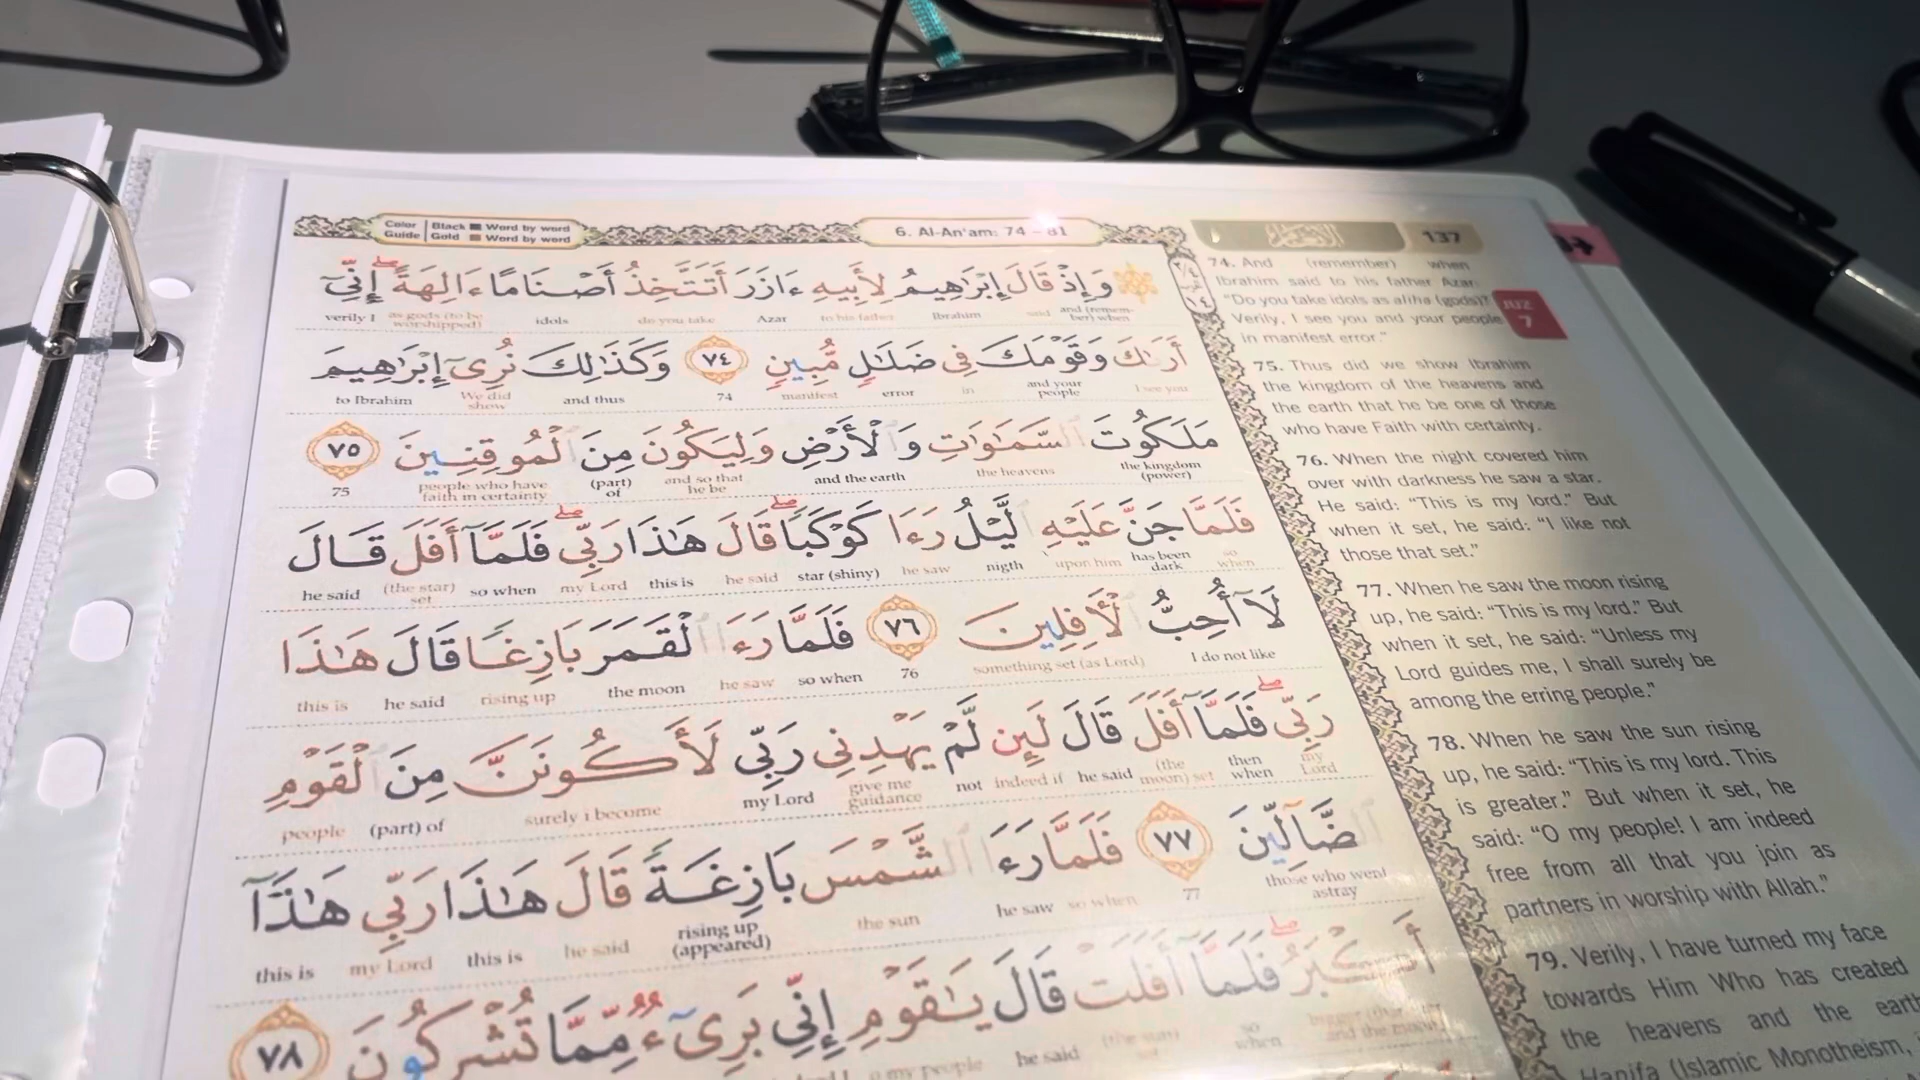 Color Guide | Black Word by word
Gold Word by word
6. Al-An'am: 74 - 81
137
وَإِذْ قَالَ إِبْرَٰهِيمُ لِأَبِيهِ ءَازَرَ أَتَتَّخِذُ أَصْنَامًا ءَالِهَةً ۖ إِنِّىٓ
and (remember) when said Ibrahim to his father Azar do you take idols as gods (to be worshipped) verily I
أَرَىٰكَ وَقَوْمَكَ فِى ضَلَـٰلٍ مُّبِينٍ ٧٤ وَكَذَٰلِكَ نُرِىٓ إِبْرَٰهِيمَ
I see you and your people in error manifest 74 and thus We did show to Ibrahim
مَلَكُوتَ ٱلسَّمَـٰوَٰتِ وَٱلْأَرْضِ وَلِيَكُونَ مِنَ ٱلْمُوقِنِينَ ٧٥
the kingdom (power) the heavens and the earth and so that he be (part) of people who have faith in certainty 75
فَلَمَّا جَنَّ عَلَيْهِ ٱلَّيْلُ رَءَا كَوْكَبًا ۖ قَالَ هَـٰذَا رَبِّى ۖ فَلَمَّآ أَفَلَ قَالَ
so when has been dark upon him nigth he saw star (shiny) he said this is my Lord so when (the star) set he said
لَآ أُحِبُّ ٱلْـَٔافِلِينَ ٧٦ فَلَمَّا رَءَا ٱلْقَمَرَ بَازِغًا قَالَ هَـٰذَا
I do not like something set (as Lord) 76 so when he saw the moon rising up he said this is
رَبِّى ۖ فَلَمَّآ أَفَلَ قَالَ لَئِن لَّمْ يَهْدِنِى رَبِّى لَأَكُونَنَّ مِنَ ٱلْقَوْمِ
my Lord then when (the moon) set he said indeed if not give me guidance my Lord surely i become (part) of people
ٱلضَّآلِّينَ ٧٧ فَلَمَّا رَءَا ٱلشَّمْسَ بَازِغَةً قَالَ هَـٰذَا رَبِّى هَـٰذَآ
those who went astray 77 so when he saw the sun rising up (appeared) he said this is my Lord this is
أَكْبَرُ ۖ فَلَمَّآ أَفَلَتْ قَالَ يَـٰقَوْمِ إِنِّى بَرِىٓءٌ مِّمَّا تُشْرِكُونَ ٧٨
so when (the sun) set he said o my people
74. And (remember) when
Ibrahim said to his father Azar:
"Do you take idols as aliha (gods)?
Verily, I see you and your people
in manifest error."
JUZ 7
75. Thus did we show Ibrahim
the kingdom of the heavens and
the earth that he be one of those
who have Faith with certainty.
76. When the night covered him
over with darkness he saw a star.
He said: "This is my lord." But
when it set, he said: "I like not
those that set."
77. When he saw the moon rising
up, he said: "This is my lord." But
when it set, he said: "Unless my
Lord guides me, I shall surely be
among the erring people."
78. When he saw the sun rising
up, he said: "This is my lord. This
is greater." But when it set, he
said: "O my people! I am indeed
free from all that you join as
partners in worship with Allah."
79. Verily, I have turned my face
towards Him Who has created
the heavens and the earth
Hanifa (Islamic Monotheism,